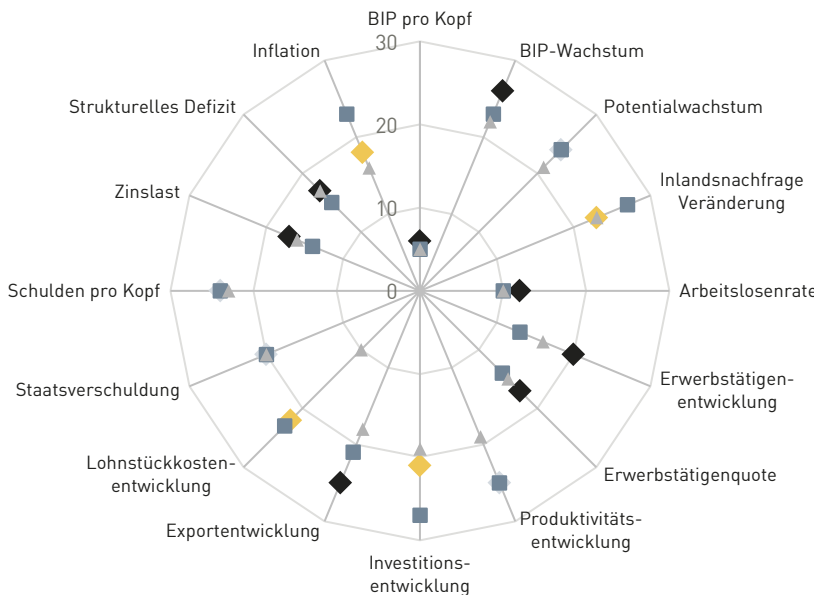 BIP pro Kopf
30
BIP-Wachstum
Inflation
Potentialwachstum
Strukturelles Defizit
20
Inlandsnachfrage
Veränderung
Zinslast
10
Schulden pro Kopf
0
Arbeitslosenrate
Staatsverschuldung
Erwerbstätigen-
entwicklung
Lohnstückkosten-
entwicklung
Erwerbstätigenquote
Exportentwicklung
Produktivitäts-
entwicklung
Investitions-
entwicklung